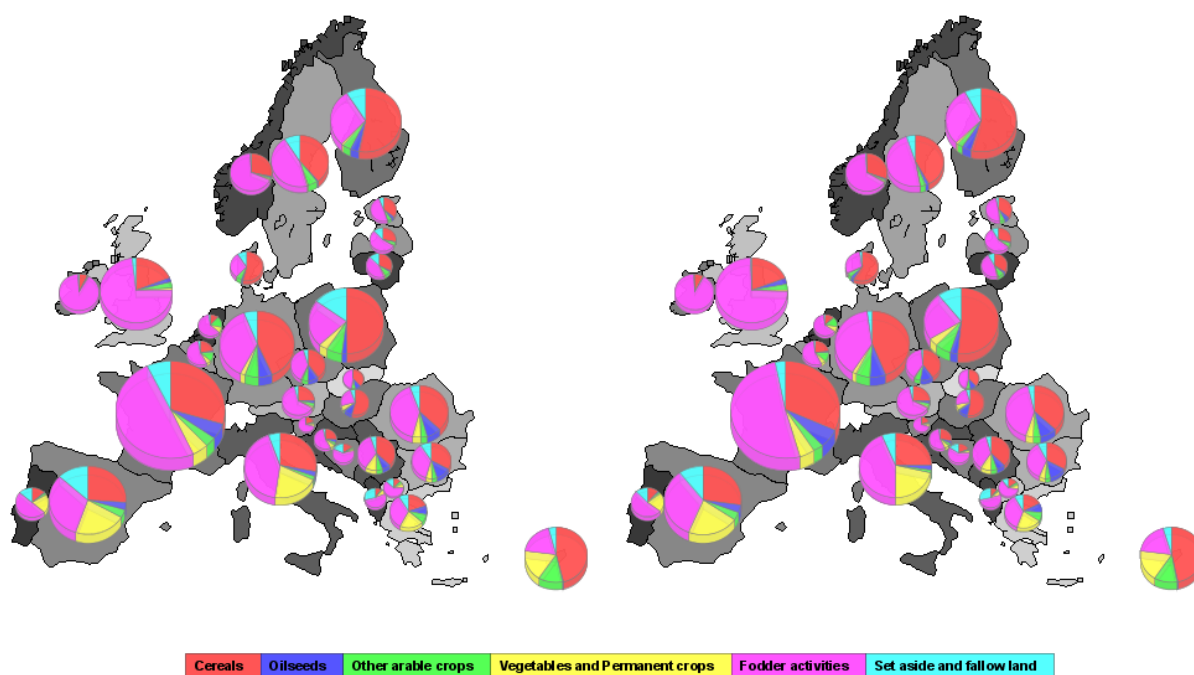 Cereals Oilseeds Other arable crops Vegetables and Permanent crops Fodder activities Set aside and fallow land